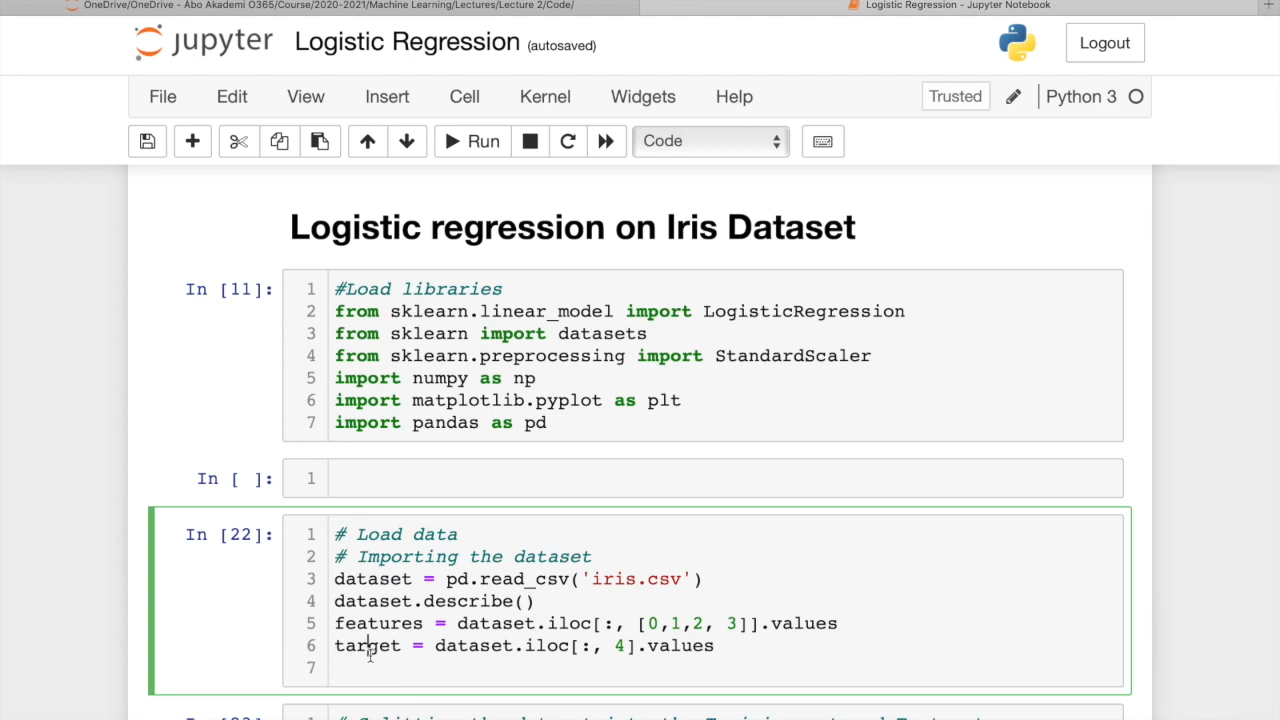 OneDrive/OneDrive - Åbo Akademi O365/Course/2020-2021/Machine Learning/Lectures/Lecture 2/Code/
Logistic Regression - Jupyter Notebook
+
jupyter Logistic Regression (autosaved)
Logout
File Edit View Insert Cell Kernel Widgets Help
Trusted
Python 3
Run
Code
Logistic regression on Iris Dataset
In [11]:
1 #Load libraries
2 from sklearn.linear_model import LogisticRegression
3 from sklearn import datasets
4 from sklearn.preprocessing import StandardScaler
5 import numpy as np
6 import matplotlib.pyplot as plt
7 import pandas as pd
In [ ]:
1
In [22]:
1 # Load data
2 # Importing the dataset
3 dataset = pd.read_csv('iris.csv')
4 dataset.describe()
5 features = dataset.iloc[:, [0,1,2, 3]].values
6 target = dataset.iloc[:, 4].values
7